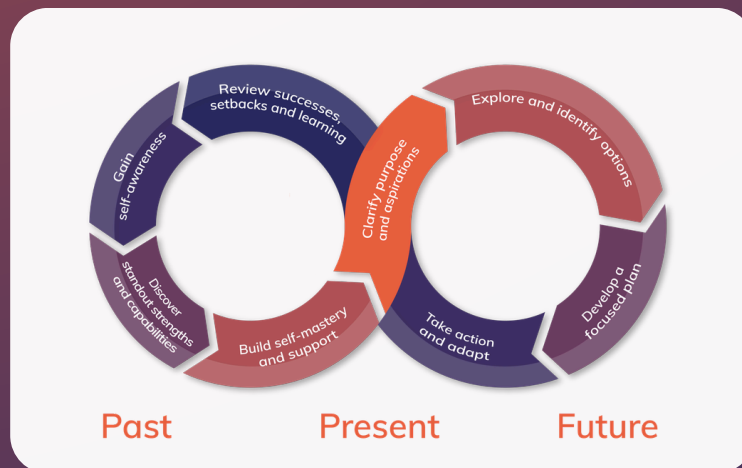 Review successes,
setbacks and learning
Gain
self-awareness
Discover
standout strengths
and capabilities
Build self-mastery
and support
Clarify purpose
and aspirations
Explore and identify options
Develop a
focused plan
Take action
and adapt
Past
Present
Future